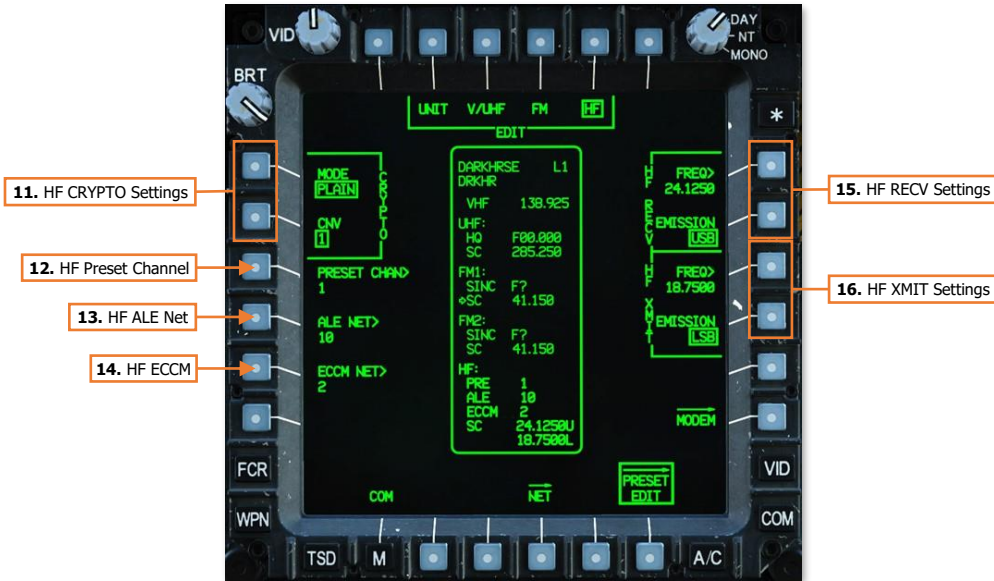 VID
DAY
NT
MONO
BRT
*
UNIT V/UHF FM HF
EDIT
MODE
PLAIN
CNV
1
CRYPTO
PRESET CHAN>
1
ALE NET>
10
ECCM NET>
2
DARKHRSE L1
DRKHR
VHF 138.925
UHF:
HQ F00.000
SC 285.250
FM1:
SINC F?
SC 41.150
FM2:
SINC F?
SC 41.150
HF:
PRE 1
ALE 10
ECCM 2
SC 24.1250U
18.7500L
HF RECV
FREQ>
24.1250
EMISSION
USB
HF XMIT
FREQ>
18.7500
EMISSION
LSB
MODEM
COM
NET
PRESET
EDIT
FCR
WPN
TSD
M
A/C
VID
COM
11. HF CRYPTO Settings
12. HF Preset Channel
13. HF ALE Net
14. HF ECCM
15. HF RECV Settings
16. HF XMIT Settings